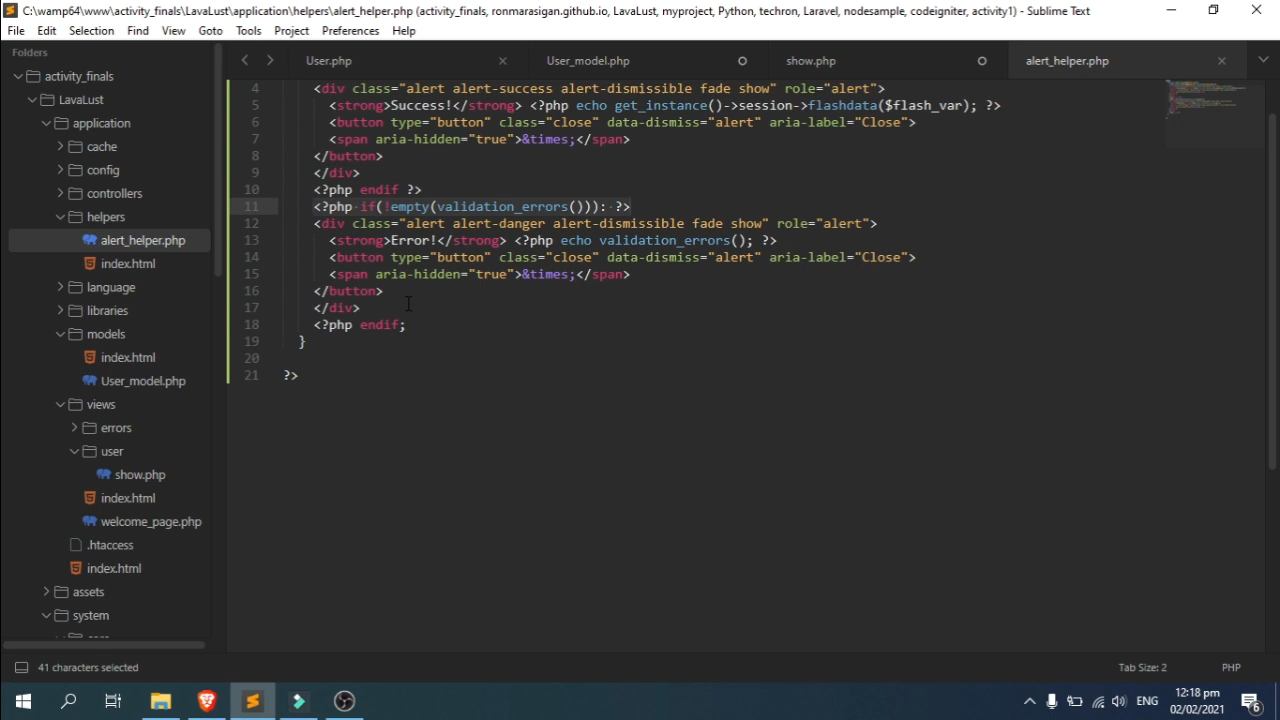 C:\wamp64\www\activity_finals\LavaLust\application\helpers\alert_helper.php (activity_finals, ronmarasigan.github.io, LavaLust, myproject, Python, techron, Laravel, nodesample, codeigniter, activity1) - Sublime Text
File Edit Selection Find View Goto Tools Project Preferences Help
Folders
activity_finals
LavaLust
application
cache
config
controllers
helpers
alert_helper.php
index.html
language
libraries
models
index.html
User_model.php
views
errors
user
show.php
index.html
welcome_page.php
.htaccess
index.html
assets
system
User.php User_model.php show.php alert_helper.php
4 <div class="alert alert-success alert-dismissible fade show" role="alert">
5 <strong>Success!</strong> <?php echo get_instance()->session->flashdata($flash_var); ?>
6 <button type="button" class="close" data-dismiss="alert" aria-label="Close">
7 <span aria-hidden="true">&times;</span>
8 </button>
9 </div>
10 <?php endif ?>
11 <?php if(!empty(validation_errors())): ?>
12 <div class="alert alert-danger alert-dismissible fade show" role="alert">
13 <strong>Error!</strong> <?php echo validation_errors(); ?>
14 <button type="button" class="close" data-dismiss="alert" aria-label="Close">
15 <span aria-hidden="true">&times;</span>
16 </button>
17 </div>
18 <?php endif;
19 }
20
21 ?>
41 characters selected
Tab Size: 2
PHP
ENG
12:18 pm
02/02/2021
6